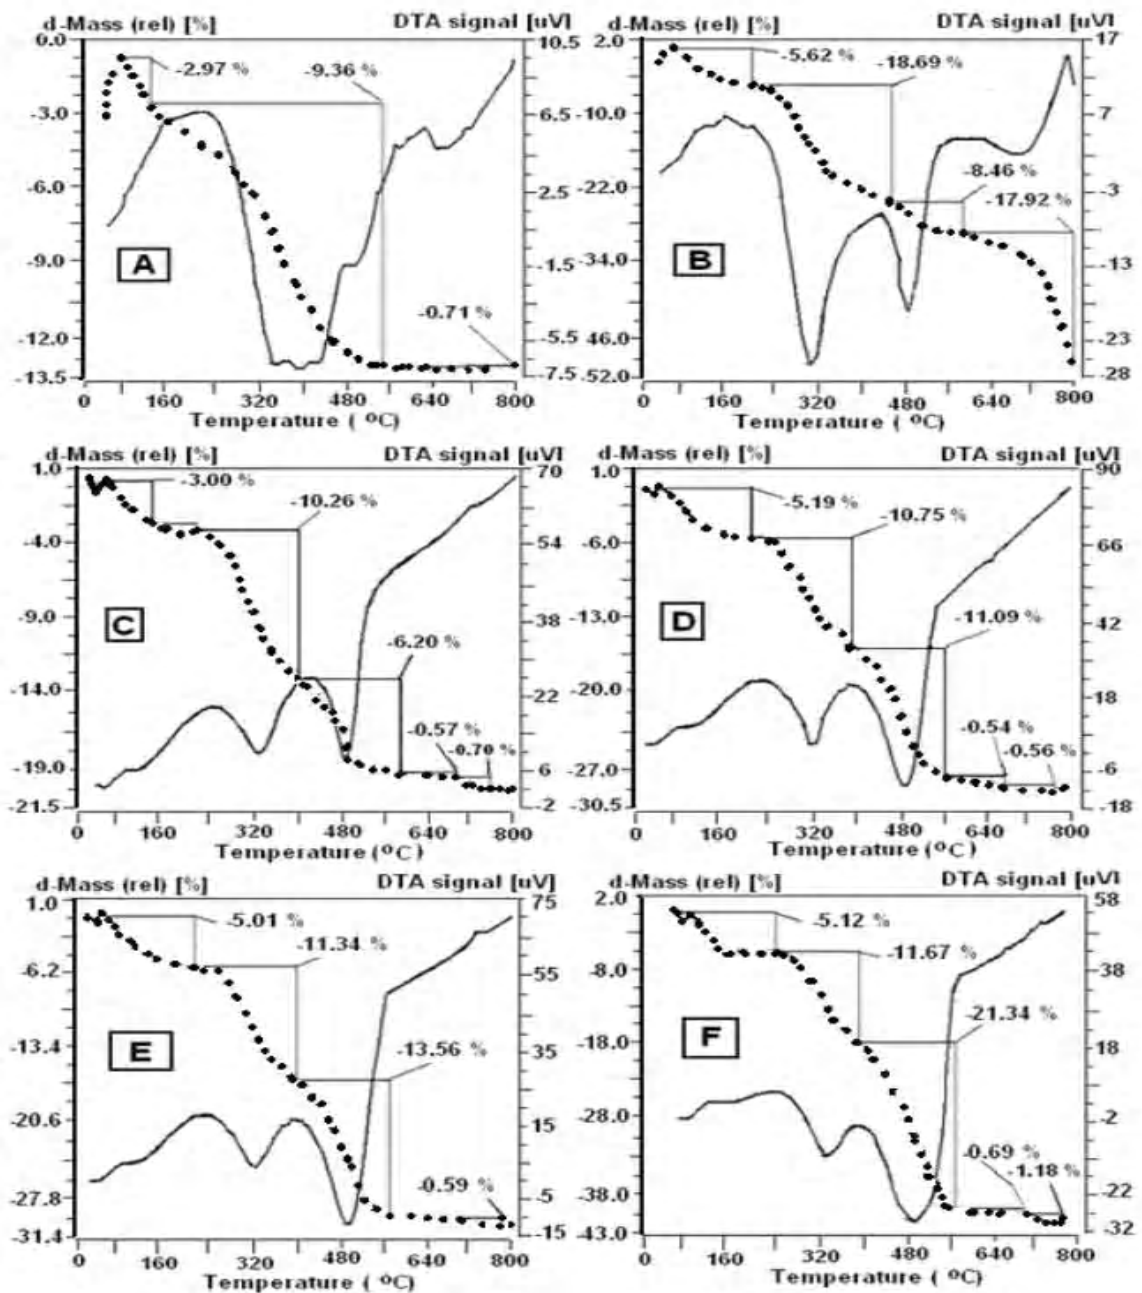 d-Mass (rel) [%] DTA signal [uV]
0.0 10.5
-2.97 % -9.36 %
-3.0 6.5
-6.0 2.5
A
-9.0 -1.5
-0.71 %
-12.0 -5.5
-13.5 -7.5
160 320 480 640 800
Temperature ( ºC)
d-Mass (rel) [%] DTA signal [uV]
2.0 17
-5.62 % -18.69 %
-10.0 7
-8.46 %
-22.0 -3
-17.92 %
B
-34.0 -13
-46.0 -23
-52.0 -28
160 320 480 640 800
Temperature ( ºC)
d-Mass (rel) [%] DTA signal [uV]
1.0 70
-3.00 %
-10.26 %
-4.0 54
C
-9.0 38
-6.20 %
-14.0 22
-0.57 %
-0.70 %
-19.0 6
-21.5 -2
0 160 320 480 640 800
Temperature (ºC)
d-Mass (rel) [%] DTA signal [uV]
1.0 90
-5.19 %
-10.75 %
-6.0 66
D
-13.0 42
-11.09 %
-20.0 18
-0.54 %
-0.56 %
-27.0 -6
-30.5 -18
0 160 320 480 640 800
Temperature (ºC)
d-Mass (rel) [%] DTA signal [uV]
1.0 75
-5.01 %
-11.34 %
-6.2 55
E
-13.4 35
-13.56 %
-20.6 15
-0.59 %
-27.8 -5
-31.4 -15
0 160 320 480 640 800
Temperature ( ºC)
d-Mass (rel) [%] DTA signal [uV]
2.0 58
-5.12 %
-11.67 %
-8.0 38
-21.34 %
F
-18.0 18
-28.0 -2
-0.69 %
-1.18 %
-38.0 -22
-43.0 -32
0 160 320 480 640 800
Temperature ( ºC)